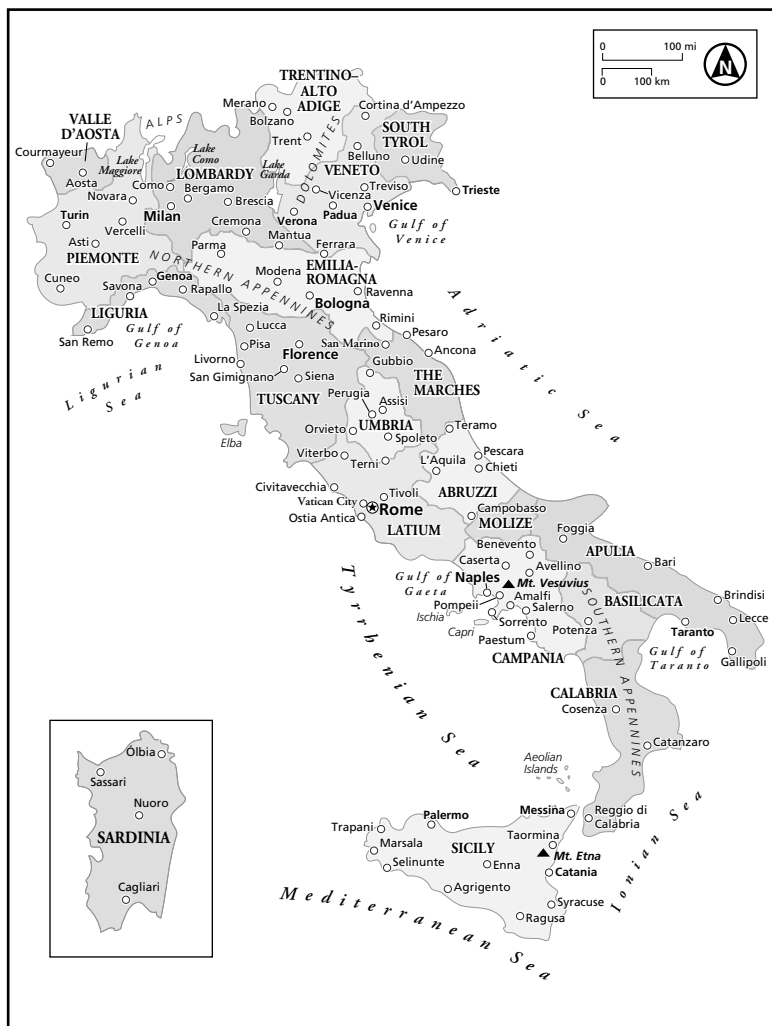 0 100 mi
0 100 km
N
TRENTINO–
ALTO
ADIGE
Merano
Bolzano
Cortina d'Ampezzo
ALPS
VALLE
D'AOSTA
Trent
SOUTH
TYROL
DOLOMITES
Courmayeur
Lake
Maggiore
Lake
Como
Lake
Garda
Belluno
Udine
LOMBARDY
VENETO
Aosta
Como
Bergamo
Treviso
Trieste
Novara
Vicenza
Milan
Brescia
Verona
Padua
Venice
Turin
Vercelli
Cremona
Mantua
Gulf of
Venice
Asti
Parma
Ferrara
PIEMONTE
NORTHERN APPENNINES
EMILIA-
ROMAGNA
Cuneo
Genoa
Modena
Savona
Rapallo
Bologna
Ravenna
Adriatic Sea
LIGURIA
La Spezia
Rimini
San Remo
Gulf of
Genoa
Lucca
Pesaro
Pisa
Florence
San Marino
Ancona
Livorno
Gubbio
San Gimignano
Siena
THE
MARCHES
Ligurian
Sea
TUSCANY
Perugia
Assisi
Elba
Orvieto
UMBRIA
Teramo
Spoleto
Viterbo
Terni
L'Aquila
Pescara
Chieti
Civitavecchia
Tivoli
ABRUZZI
Vatican City
Rome
Ostia Antica
Campobasso
LATIUM
MOLIZE
Foggia
Benevento
APULIA
Caserta
Avellino
Bari
Gulf of
Gaeta
Naples
Mt. Vesuvius
Pompeii
Amalfi
BASILICATA
Brindisi
Ischia
Salerno
Capri
Sorrento
Potenza
Taranto
Lecce
Paestum
SOUTHERN APPENNINES
Gulf of
Taranto
CAMPANIA
Gallipoli
Tyrrhenian Sea
CALABRIA
Cosenza
Catanzaro
Aeolian
Islands
Ólbia
Sassari
Nuoro
SARDINIA
Cagliari
Messina
Reggio di
Calabria
Palermo
Trapani
Taormina
Marsala
SICILY
Mt. Etna
Selinunte
Enna
Catania
Agrigento
Syracuse
Ragusa
Ionian Sea
Mediterranean Sea